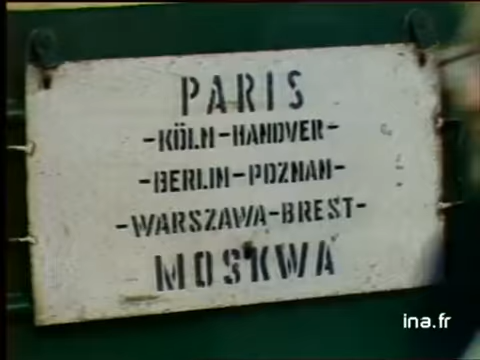 PARIS
-KÖLN-HANOVER-
-BERLIN-POZNAN-
-WARSZAWA-BREST-
MOSKWA
ina.fr